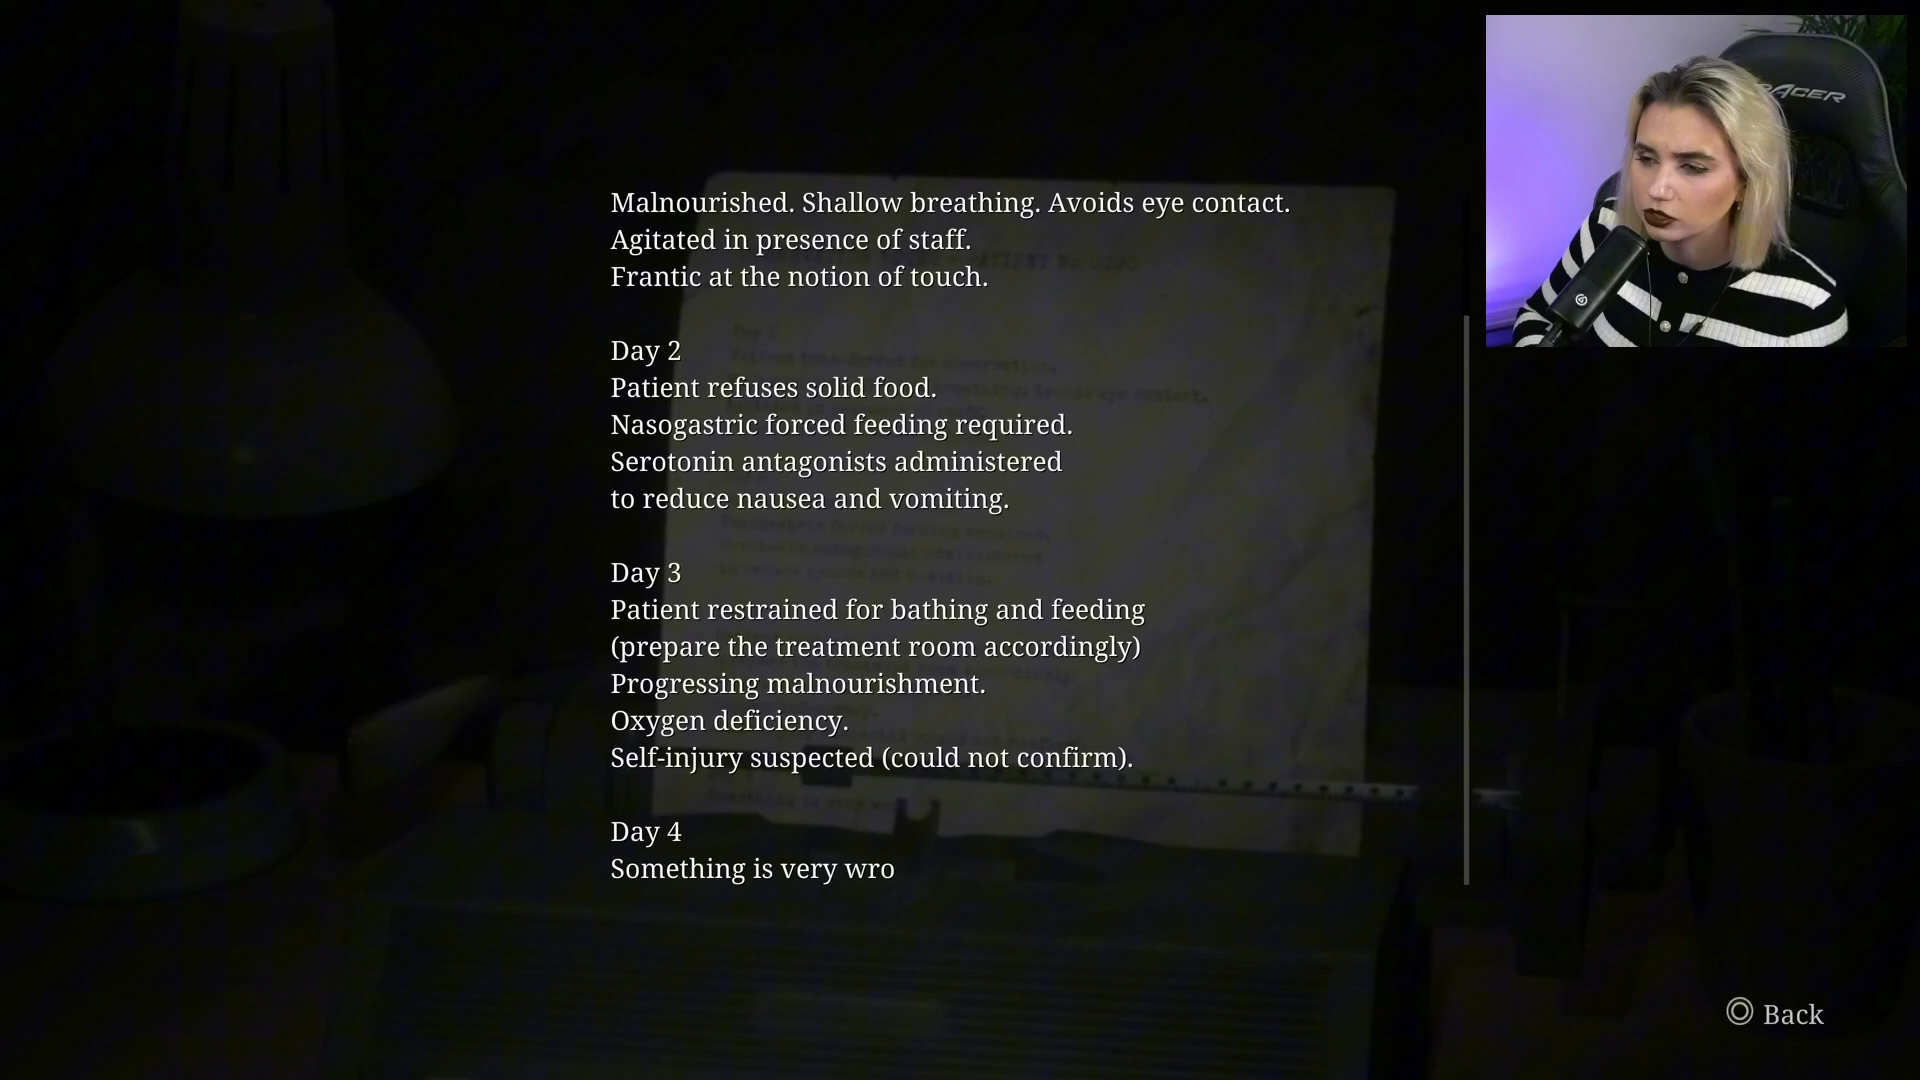 Malnourished. Shallow breathing. Avoids eye contact.
Agitated in presence of staff.
Frantic at the notion of touch.
Day 2
Patient refuses solid food.
Nasogastric forced feeding required.
Serotonin antagonists administered
to reduce nausea and vomiting.
Day 3
Patient restrained for bathing and feeding
(prepare the treatment room accordingly)
Progressing malnourishment.
Oxygen deficiency.
Self-injury suspected (could not confirm).
Day 4
Something is very wro
Back
ACER